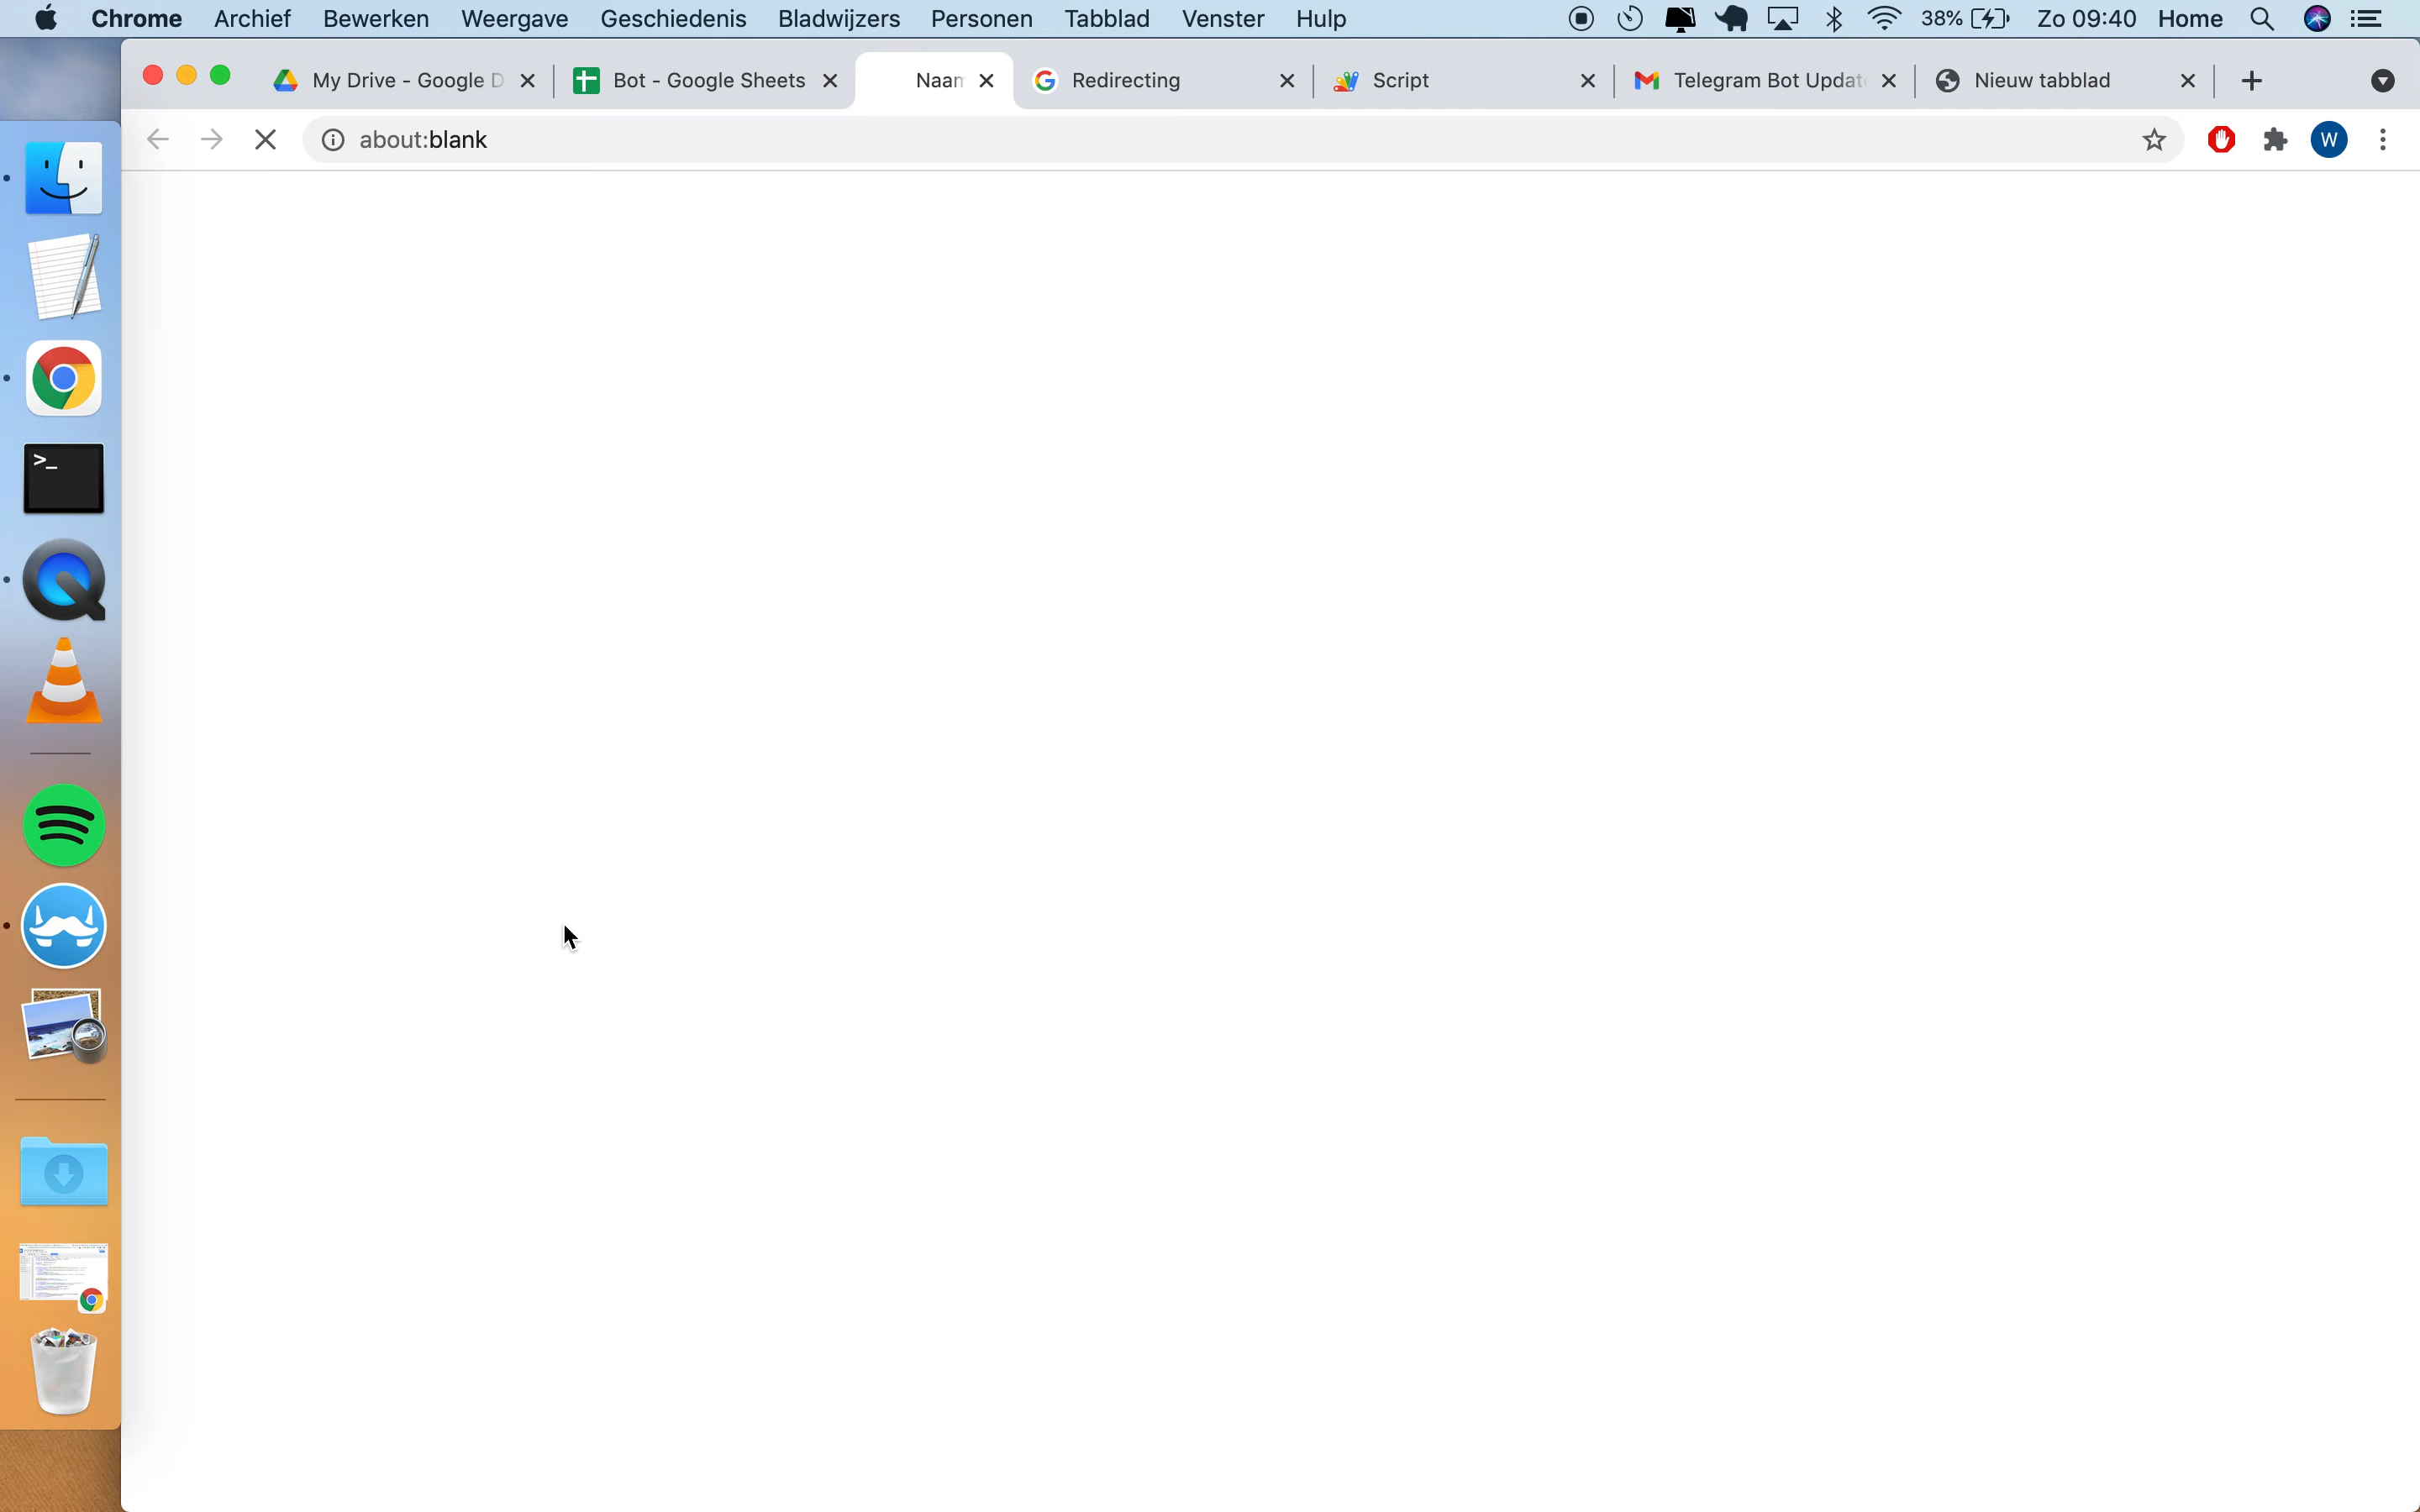 Chrome Archief Bewerken Weergave Geschiedenis Bladwijzers Personen Tabblad Venster Hulp 38% Zo 09:40 Home
My Drive - Google D Bot - Google Sheets Naam Redirecting Script Telegram Bot Updat Nieuw tabblad
about:blank W
>_